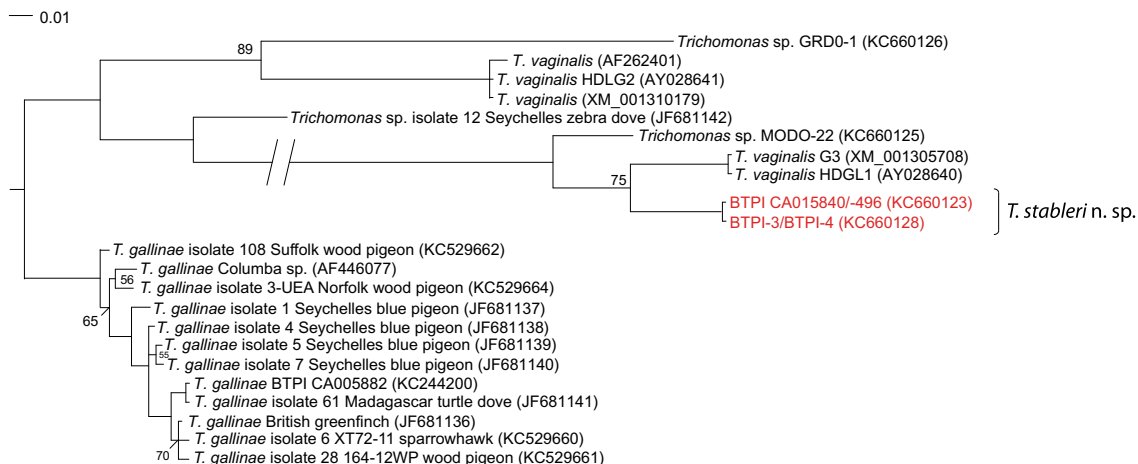 0.01
89
Trichomonas sp. GRD0-1 (KC660126)
T. vaginalis (AF262401)
T. vaginalis HDLG2 (AY028641)
T. vaginalis (XM_001310179)
Trichomonas sp. isolate 12 Seychelles zebra dove (JF681142)
Trichomonas sp. MODO-22 (KC660125)
T. vaginalis G3 (XM_001305708)
T. vaginalis HDGL1 (AY028640)
75
BTPI CA015840/-496 (KC660123)
BTPI-3/BTPI-4 (KC660128)
T. stableri n. sp.
T. gallinae isolate 108 Suffolk wood pigeon (KC529662)
T. gallinae Columba sp. (AF446077)
56
T. gallinae isolate 3-UEA Norfolk wood pigeon (KC529664)
65
T. gallinae isolate 1 Seychelles blue pigeon (JF681137)
T. gallinae isolate 4 Seychelles blue pigeon (JF681138)
T. gallinae isolate 5 Seychelles blue pigeon (JF681139)
55
T. gallinae isolate 7 Seychelles blue pigeon (JF681140)
T. gallinae BTPI CA005882 (KC244200)
T. gallinae isolate 61 Madagascar turtle dove (JF681141)
T. gallinae British greenfinch (JF681136)
T. gallinae isolate 6 XT72-11 sparrowhawk (KC529660)
70
T. gallinae isolate 28 164-12WP wood pigeon (KC529661)